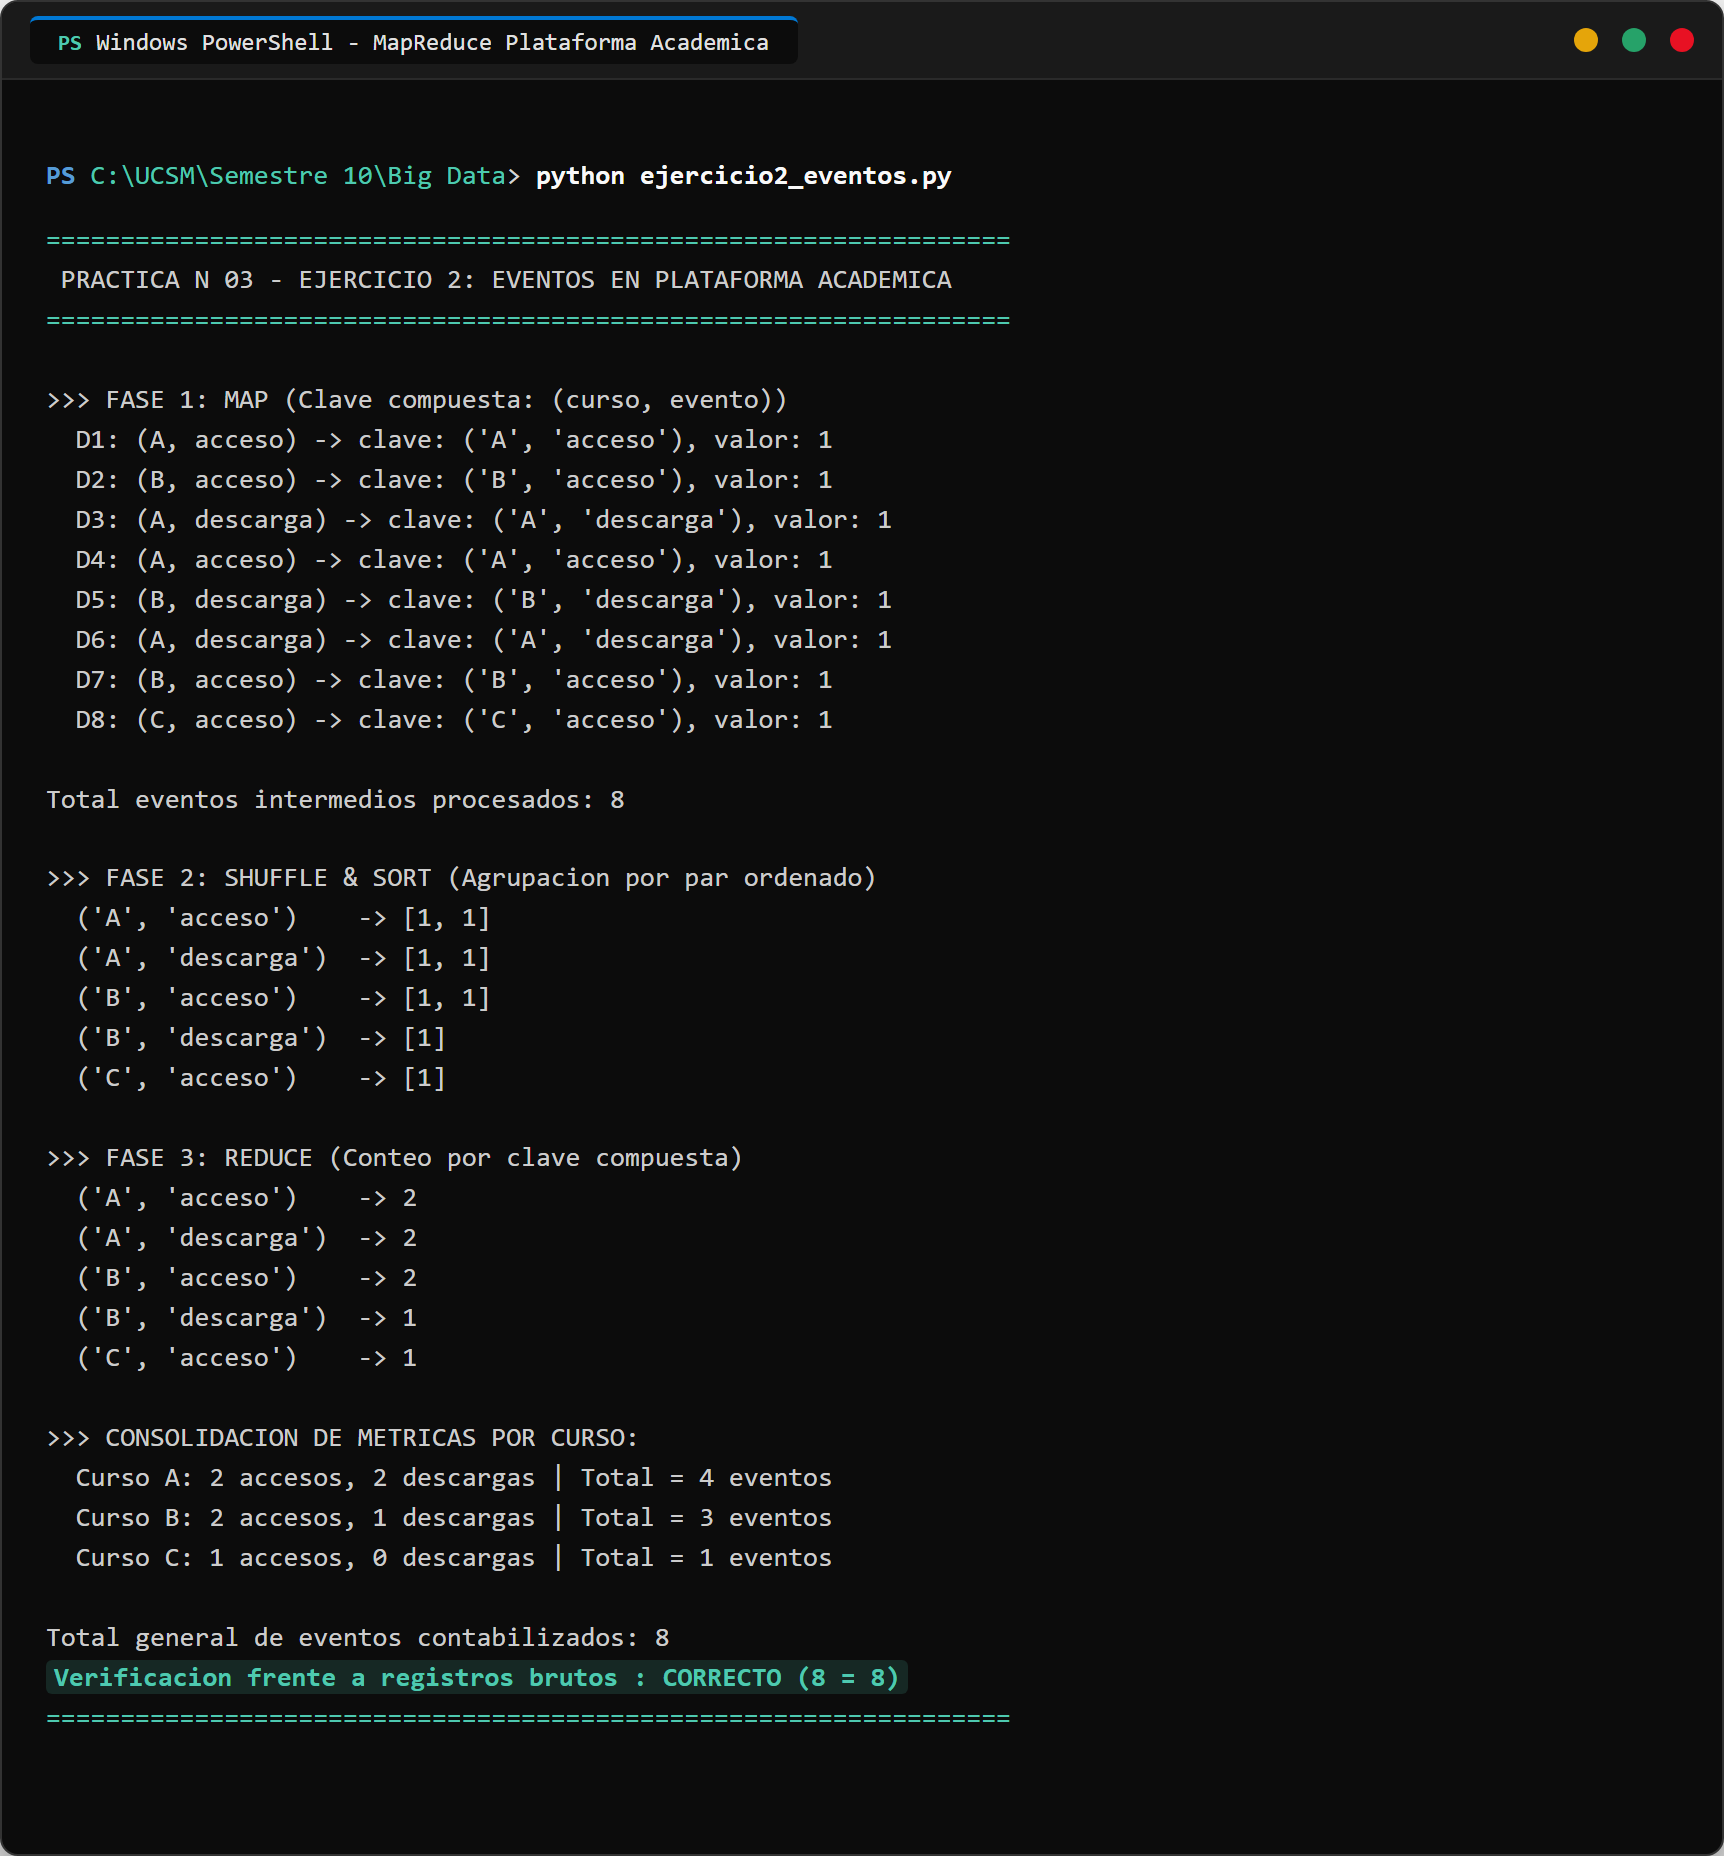 PS Windows PowerShell - MapReduce Plataforma Academica
PS C:\UCSM\Semestre 10\Big Data> python ejercicio2_eventos.py
=================================================================
PRACTICA N 03 - EJERCICIO 2: EVENTOS EN PLATAFORMA ACADEMICA
=================================================================
>>> FASE 1: MAP (Clave compuesta: (curso, evento))
D1: (A, acceso) -> clave: ('A', 'acceso'), valor: 1
D2: (B, acceso) -> clave: ('B', 'acceso'), valor: 1
D3: (A, descarga) -> clave: ('A', 'descarga'), valor: 1
D4: (A, acceso) -> clave: ('A', 'acceso'), valor: 1
D5: (B, descarga) -> clave: ('B', 'descarga'), valor: 1
D6: (A, descarga) -> clave: ('A', 'descarga'), valor: 1
D7: (B, acceso) -> clave: ('B', 'acceso'), valor: 1
D8: (C, acceso) -> clave: ('C', 'acceso'), valor: 1
Total eventos intermedios procesados: 8
>>> FASE 2: SHUFFLE & SORT (Agrupacion por par ordenado)
('A', 'acceso')    -> [1, 1]
('A', 'descarga')  -> [1, 1]
('B', 'acceso')    -> [1, 1]
('B', 'descarga')  -> [1]
('C', 'acceso')    -> [1]
>>> FASE 3: REDUCE (Conteo por clave compuesta)
('A', 'acceso')    -> 2
('A', 'descarga')  -> 2
('B', 'acceso')    -> 2
('B', 'descarga')  -> 1
('C', 'acceso')    -> 1
>>> CONSOLIDACION DE METRICAS POR CURSO:
Curso A: 2 accesos, 2 descargas | Total = 4 eventos
Curso B: 2 accesos, 1 descargas | Total = 3 eventos
Curso C: 1 accesos, 0 descargas | Total = 1 eventos
Total general de eventos contabilizados: 8
Verificacion frente a registros brutos : CORRECTO (8 = 8)
=================================================================